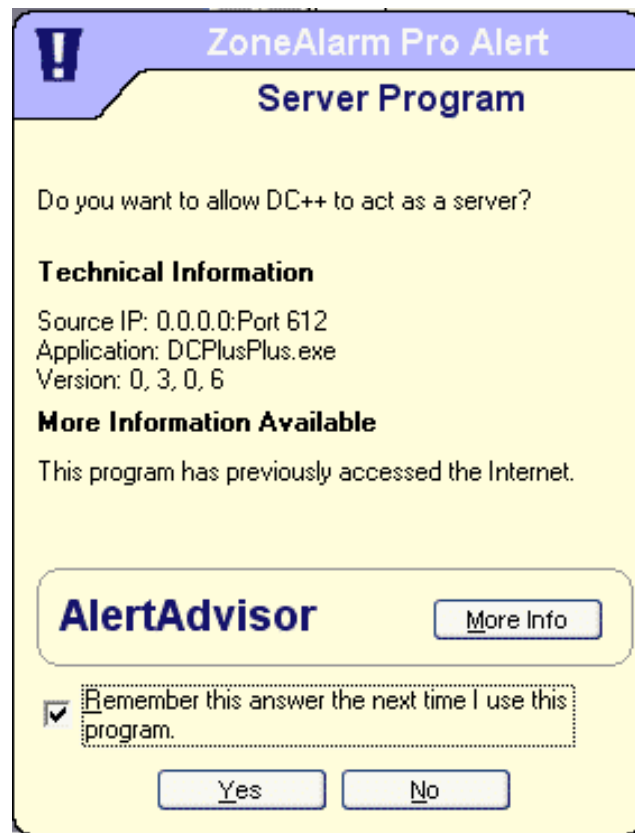 ZoneAlarm Pro Alert
Server Program
Do you want to allow DC++ to act as a server?
Technical Information
Source IP: 0.0.0.0:Port 612
Application: DCPlusPlus.exe
Version: 0, 3, 0, 6
More Information Available
This program has previously accessed the Internet.
AlertAdvisor
More Info
Remember this answer the next time I use this
program.
Yes No